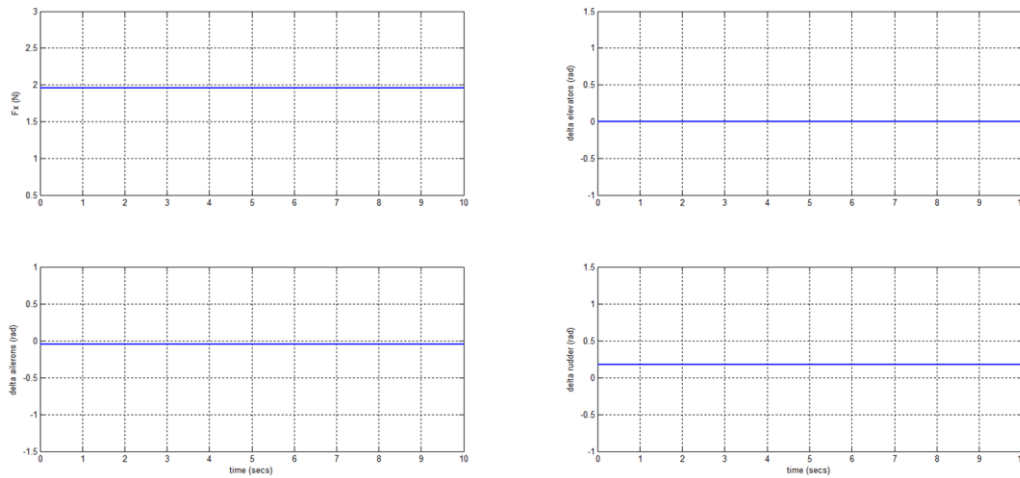 3
2.5
2
1.5
1
0.5
Fx (N)
0 1 2 3 4 5 6 7 8 9 10
1.5
1
0.5
0
-0.5
-1
delta elevators (rad)
0 1 2 3 4 5 6 7 8 9 1
1
0.5
0
-0.5
-1
-1.5
delta ailerons (rad)
0 1 2 3 4 5 6 7 8 9 10
time (secs)
1.5
1
0.5
0
-0.5
-1
delta rudder (rad)
0 1 2 3 4 5 6 7 8 9 1
time (secs)